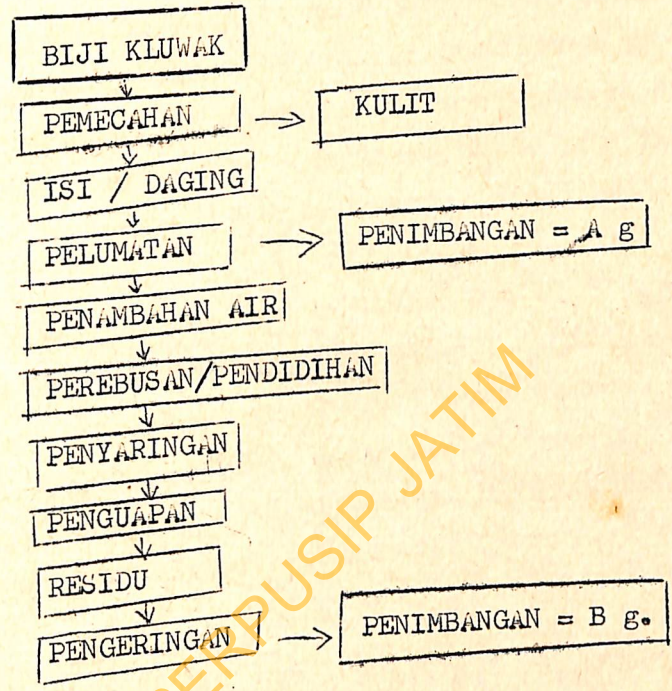 BIJI KLUWAK
PEMECAHAN
KULIT
ISI / DAGING
PELUMATAN
PENIMBANGAN = A g
PENAMBAHAN AIR
PEREBUSAN/PENDIDIHAN
PENYARINGAN
PENGUAPAN
RESIDU
PENGERINGAN
PENIMBANGAN = B g.
PERPUSIP JATIM